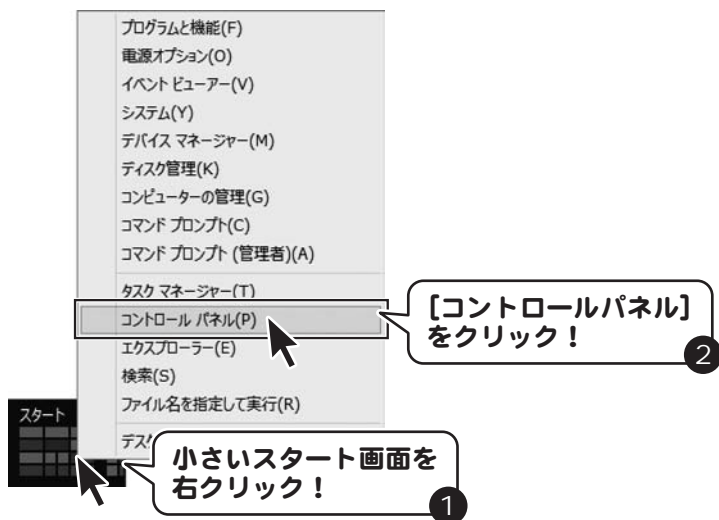 プログラムと機能(F)
電源オプション(O)
イベント ビューアー(V)
システム(Y)
デバイス マネージャー(M)
ディスク管理(K)
コンピューターの管理(G)
コマンド プロンプト(C)
コマンド プロンプト (管理者)(A)
タスク マネージャー(T)
コントロール パネル(P)
エクスプローラー(E)
検索(S)
ファイル名を指定して実行(R)
[コントロールパネル]
をクリック！
2
スタート
小さいスタート画面を
右クリック！
1